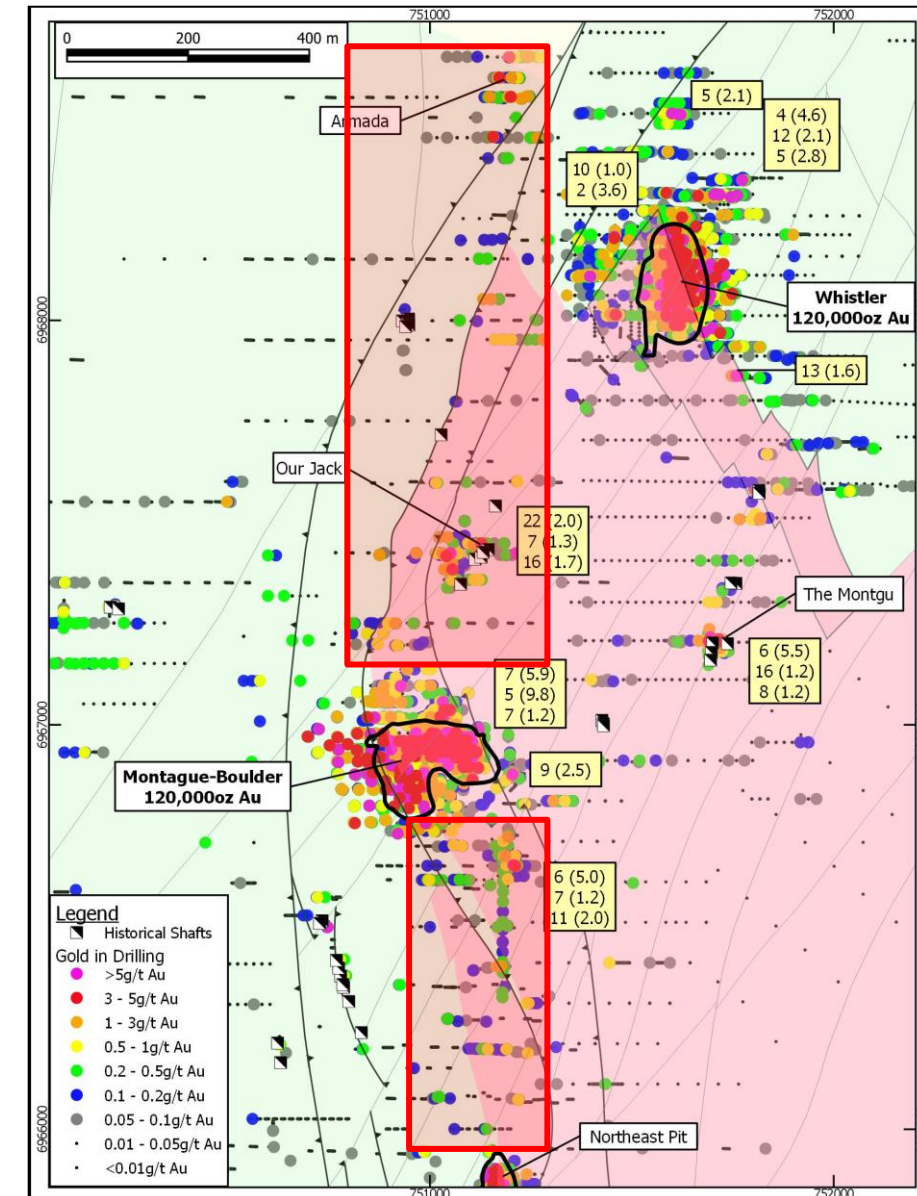 751000
752000
0 200 400 m
Armada
5 (2.1)
4 (4.6)
12 (2.1)
5 (2.8)
10 (1.0)
2 (3.6)
6968000
Whistler
120,000oz Au
13 (1.6)
Our Jack
22 (2.0)
7 (1.3)
16 (1.7)
The Montgu
6 (5.5)
16 (1.2)
8 (1.2)
7 (5.9)
5 (9.8)
7 (1.2)
6967000
Montague-Boulder
120,000oz Au
9 (2.5)
6 (5.0)
7 (1.2)
11 (2.0)
Legend
Historical Shafts
Gold in Drilling
>5g/t Au
3 - 5g/t Au
1 - 3g/t Au
0.5 - 1g/t Au
0.2 - 0.5g/t Au
0.1 - 0.2g/t Au
0.05 - 0.1g/t Au
0.01 - 0.05g/t Au
<0.01g/t Au
6966000
Northeast Pit
751000
752000